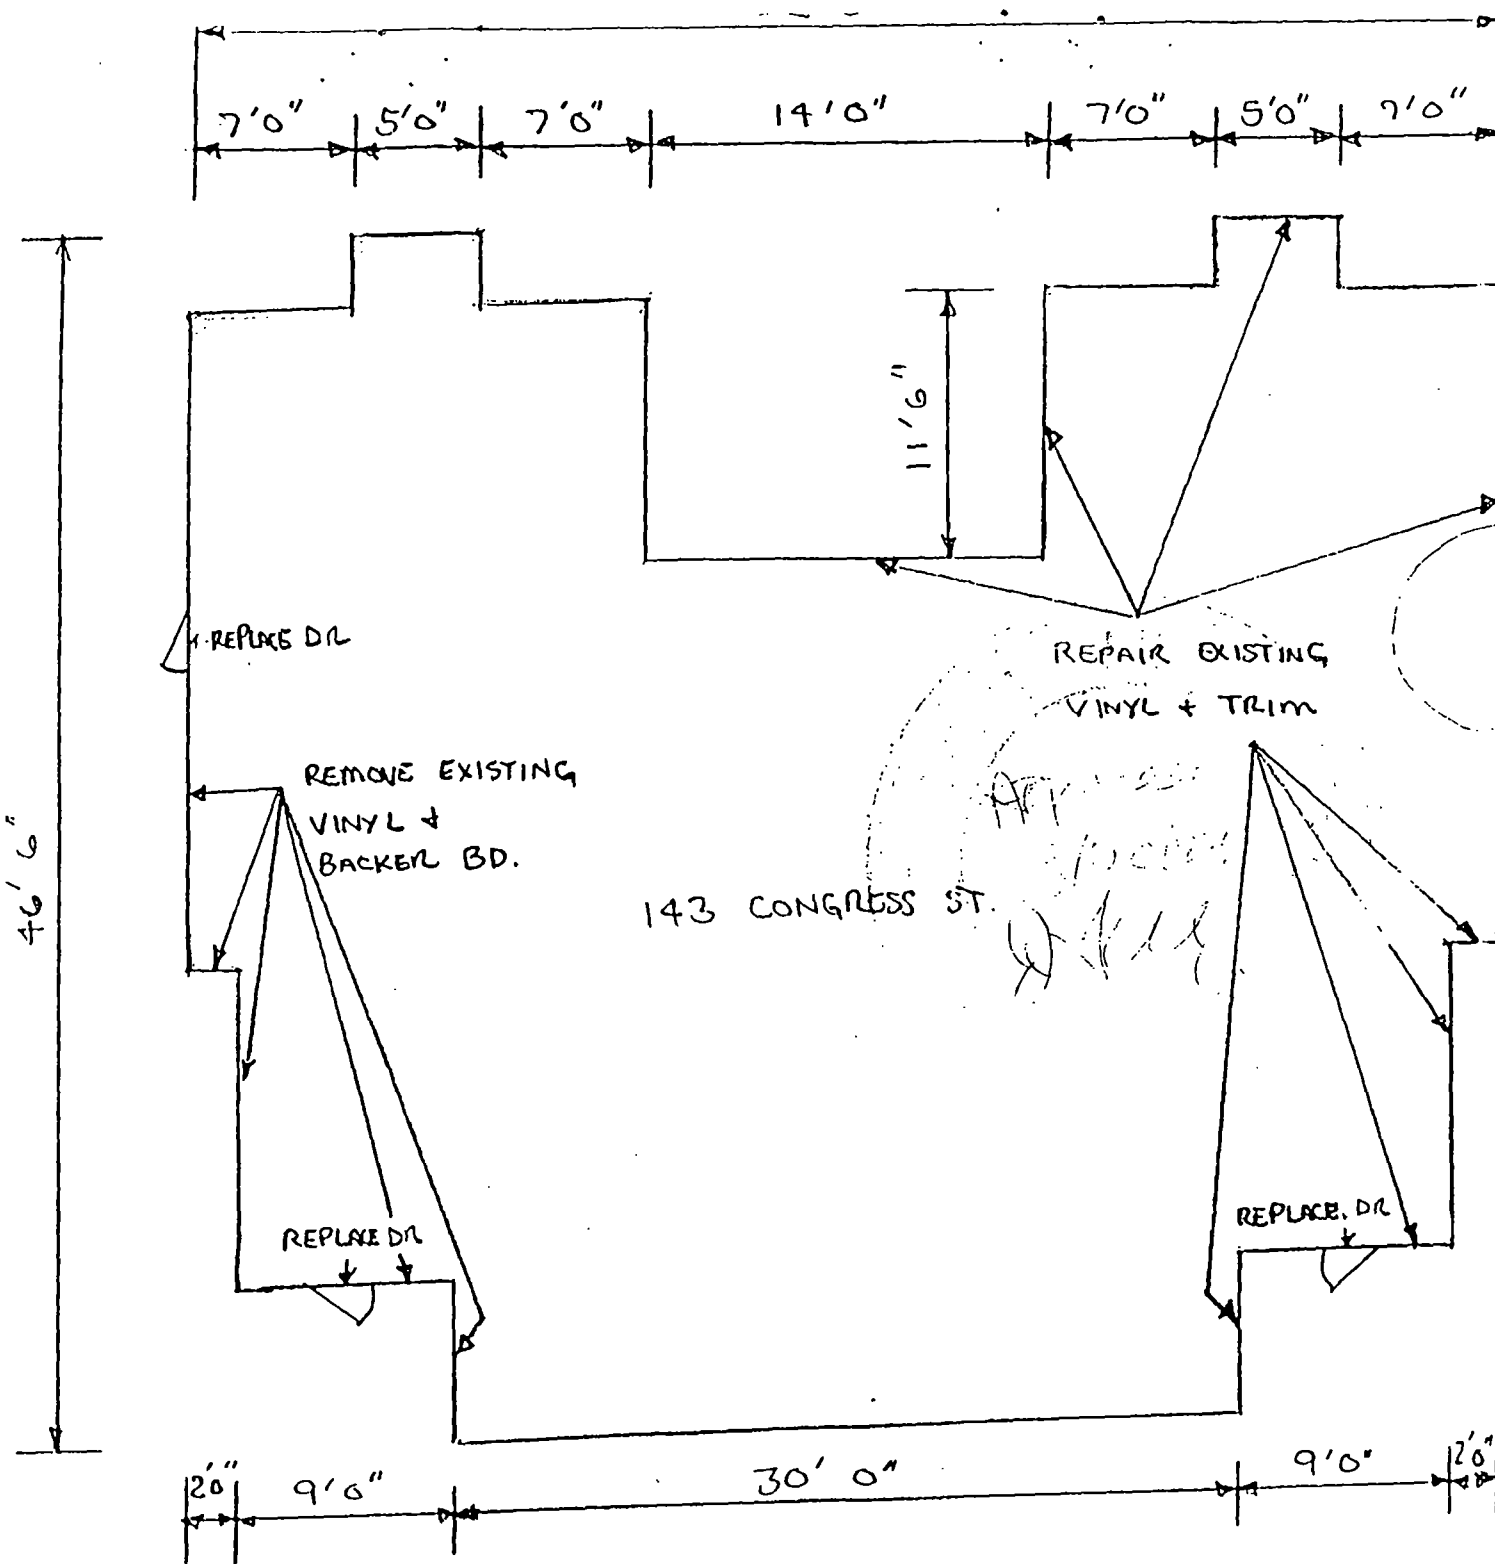 7'0" 5'0" 7'0" 14'0" 7'0" 5'0" 7'0"
11'6"
REPLACE DR
REPAIR EXISTING
VINYL + TRIM
REMOVE EXISTING
VINYL +
BACKER BD.
46'6"
143 CONGRESS ST.
REPLACE DR
REPLACE DR
2'0" 9'0" 30'0" 9'0" 2'0"